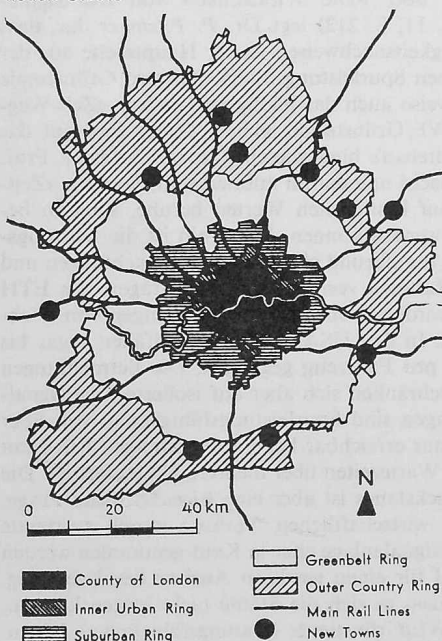 N
0
20
40 km
County of London
Inner Urban Ring
Suburban Ring
Greenbelt Ring
Outer Country Ring
Main Rail Lines
New Towns